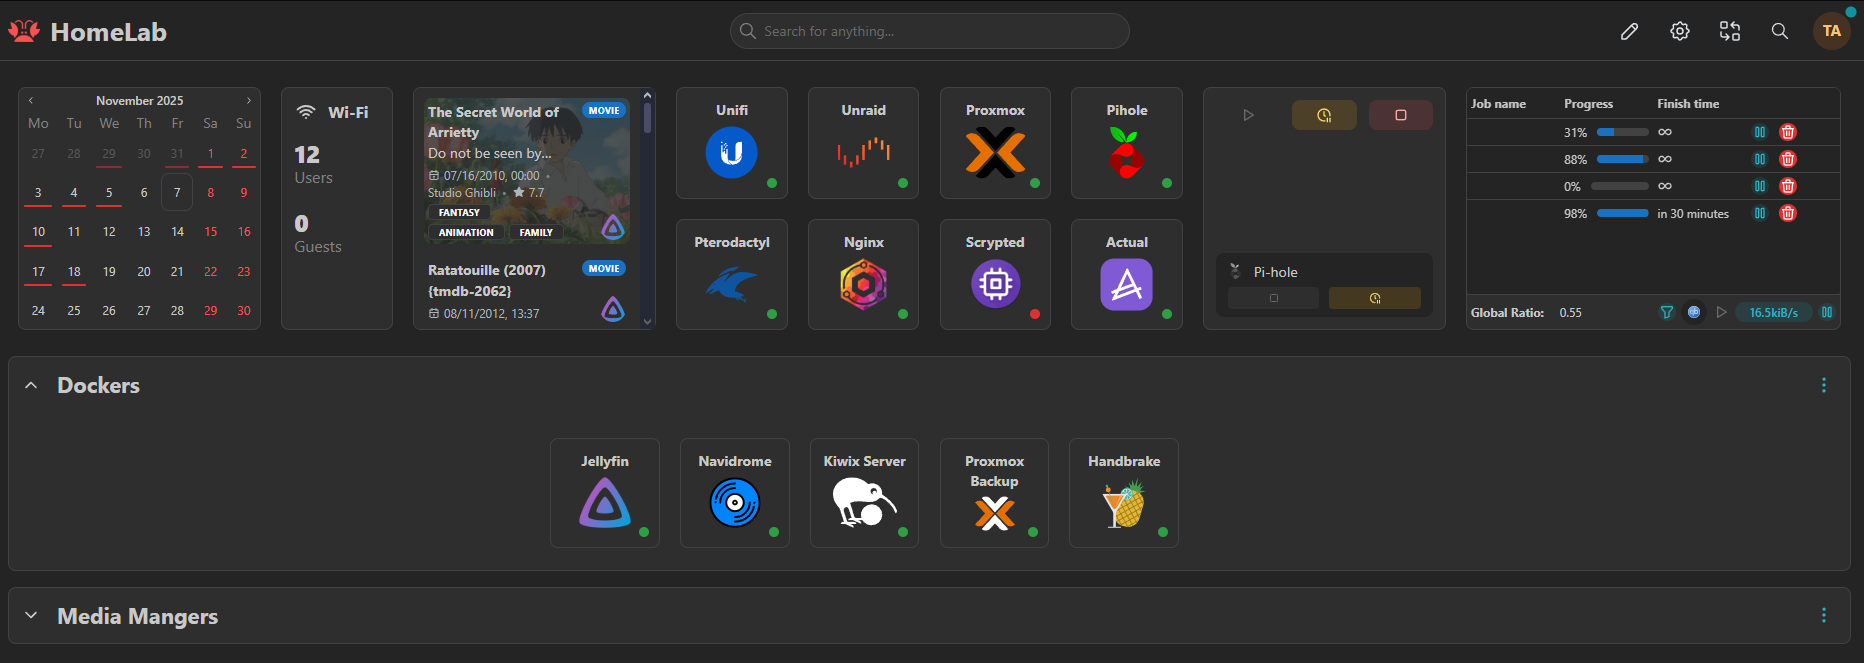 HomeLab
Search for anything...
TA
November 2025
Mo Tu We Th Fr Sa Su
27 28 29 30 31 1 2
3 4 5 6 7 8 9
10 11 12 13 14 15 16
17 18 19 20 21 22 23
24 25 26 27 28 29 30
Wi-Fi
12
Users
0
Guests
The Secret World of
Arrietty
MOVIE
Do not be seen by...
07/16/2010, 00:00 •
Studio Ghibli • 7.7
FANTASY
ANIMATION FAMILY
Ratatouille (2007)
{tmdb-2062}
MOVIE
08/11/2012, 13:37
Unifi
Unraid
Proxmox
Pihole
Pterodactyl
Nginx
Scrypted
Actual
Pi-hole
Job name Progress Finish time
31% ∞
88% ∞
0% ∞
98% in 30 minutes
Global Ratio: 0.55 16.5kiB/s
Dockers
Jellyfin
Navidrome
Kiwix Server
Proxmox
Backup
Handbrake
Media Mangers